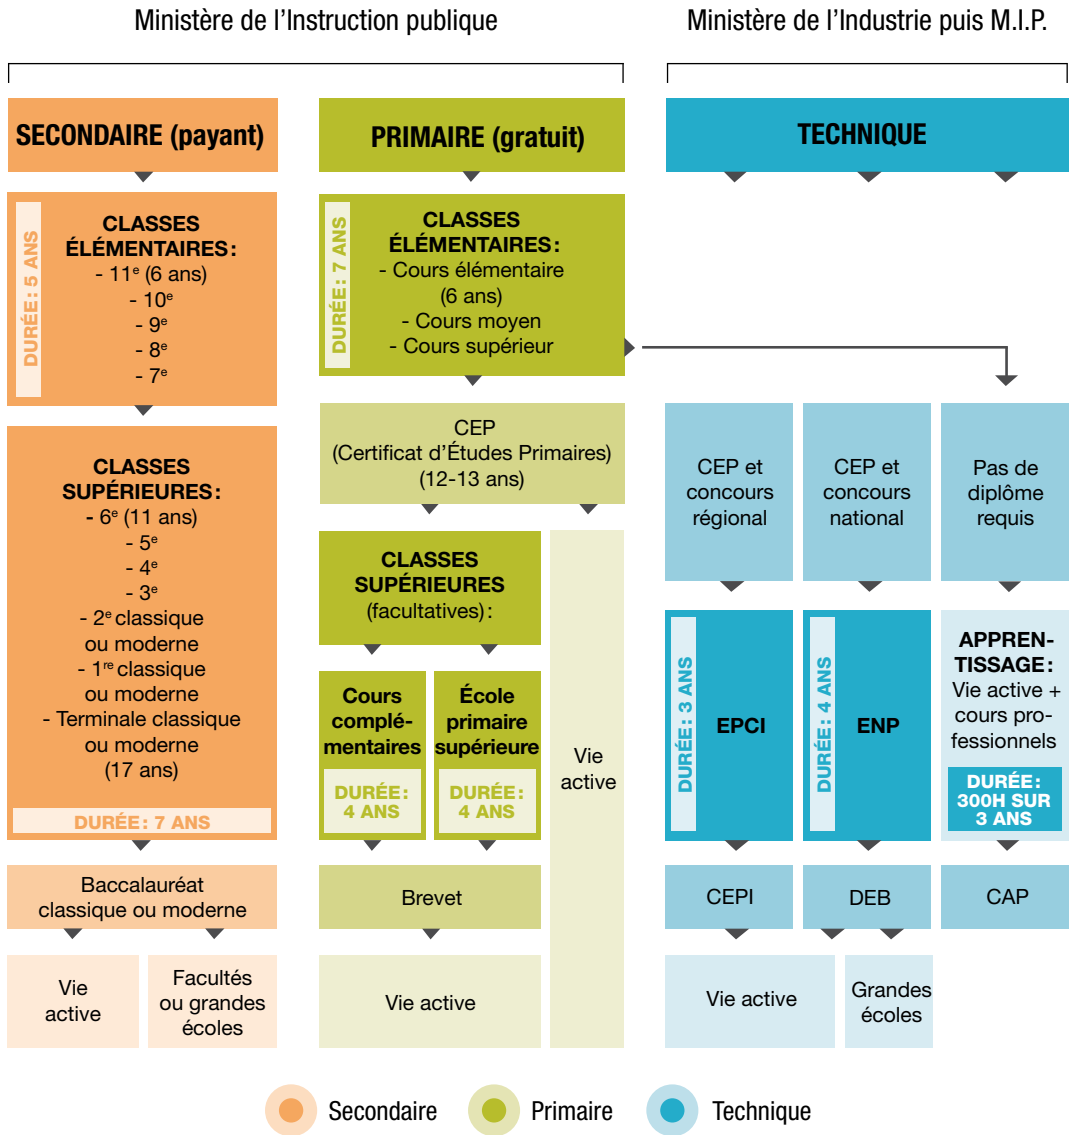 Ministère de l'Instruction publique
Ministère de l'Industrie puis M.I.P.
SECONDAIRE (payant)
DURÉE : 5 ANS
CLASSES
ÉLÉMENTAIRES :
- 11e (6 ans)
- 10e
- 9e
- 8e
- 7e
CLASSES
SUPÉRIEURES :
- 6e (11 ans)
- 5e
- 4e
- 3e
- 2e classique
ou moderne
- 1re classique
ou moderne
- Terminale classique
ou moderne
(17 ans)
DURÉE : 7 ANS
Baccalauréat
classique ou moderne
Vie
active
Facultés
ou grandes
écoles
PRIMAIRE (gratuit)
DURÉE : 7 ANS
CLASSES
ÉLÉMENTAIRES :
- Cours élémentaire
(6 ans)
- Cours moyen
- Cours supérieur
CEP
(Certificat d'Études Primaires)
(12-13 ans)
CLASSES
SUPÉRIEURES
(facultatives) :
Cours
complé-
mentaires
DURÉE :
4 ANS
École
primaire
supérieure
DURÉE :
4 ANS
Brevet
Vie active
Vie
active
TECHNIQUE
CEP et
concours
régional
CEP et
concours
national
Pas de
diplôme
requis
DURÉE : 3 ANS
EPCI
DURÉE : 4 ANS
ENP
APPREN-
TISSAGE :
Vie active +
cours pro-
fessionnels
DURÉE :
300H SUR
3 ANS
CEPI
DEB
CAP
Vie active
Grandes
écoles
Secondaire
Primaire
Technique